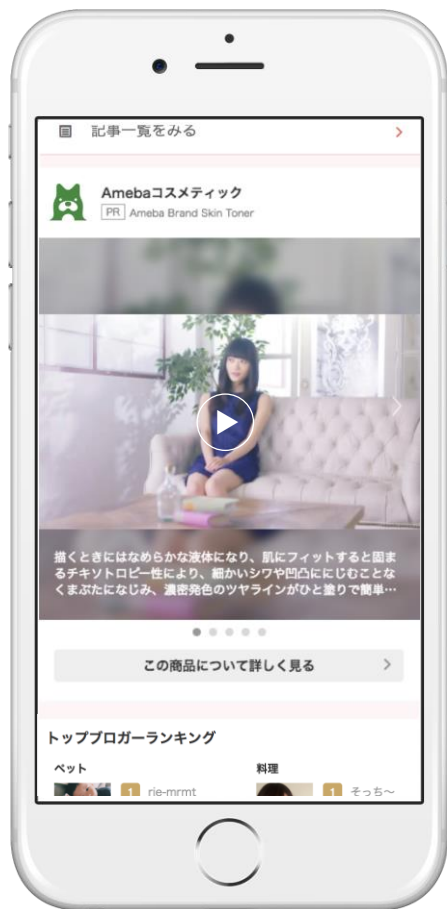 記事一覧をみる
Amebaコスメティック
PR Ameba Brand Skin Toner
描くときにはなめらかな液体になり、肌にフィットすると固ま
るチキソトロピー性により、細かいシワや凹凸ににじむことな
くまぶたになじみ、濃密発色のツヤラインがひと塗りで簡単…
この商品について詳しく見る
トップブロガーランキング
ペット 料理
1 rie-mrmt 1 そっち〜